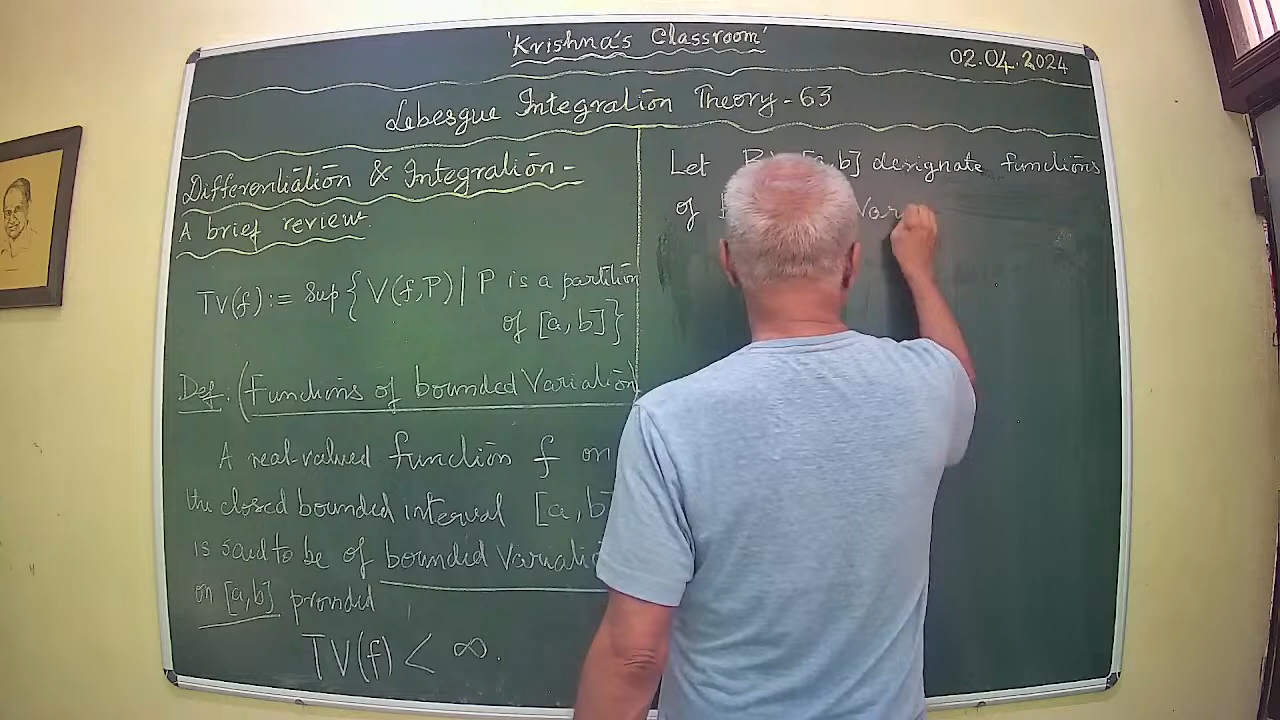 'Krishna's Classroom'
02.04.2024
Lebesgue Integration Theory - 63
Differentiation & Integration -
A brief review
TV(f) := Sup { V(f,P) | P is a partition
of [a,b] }
Def: (Functions of bounded Variation)
A real-valued function f on
the closed bounded interval [a,b]
is said to be of bounded Variatio
on [a,b] provided
TV(f) < ∞.
Let b] designate functions
of Var